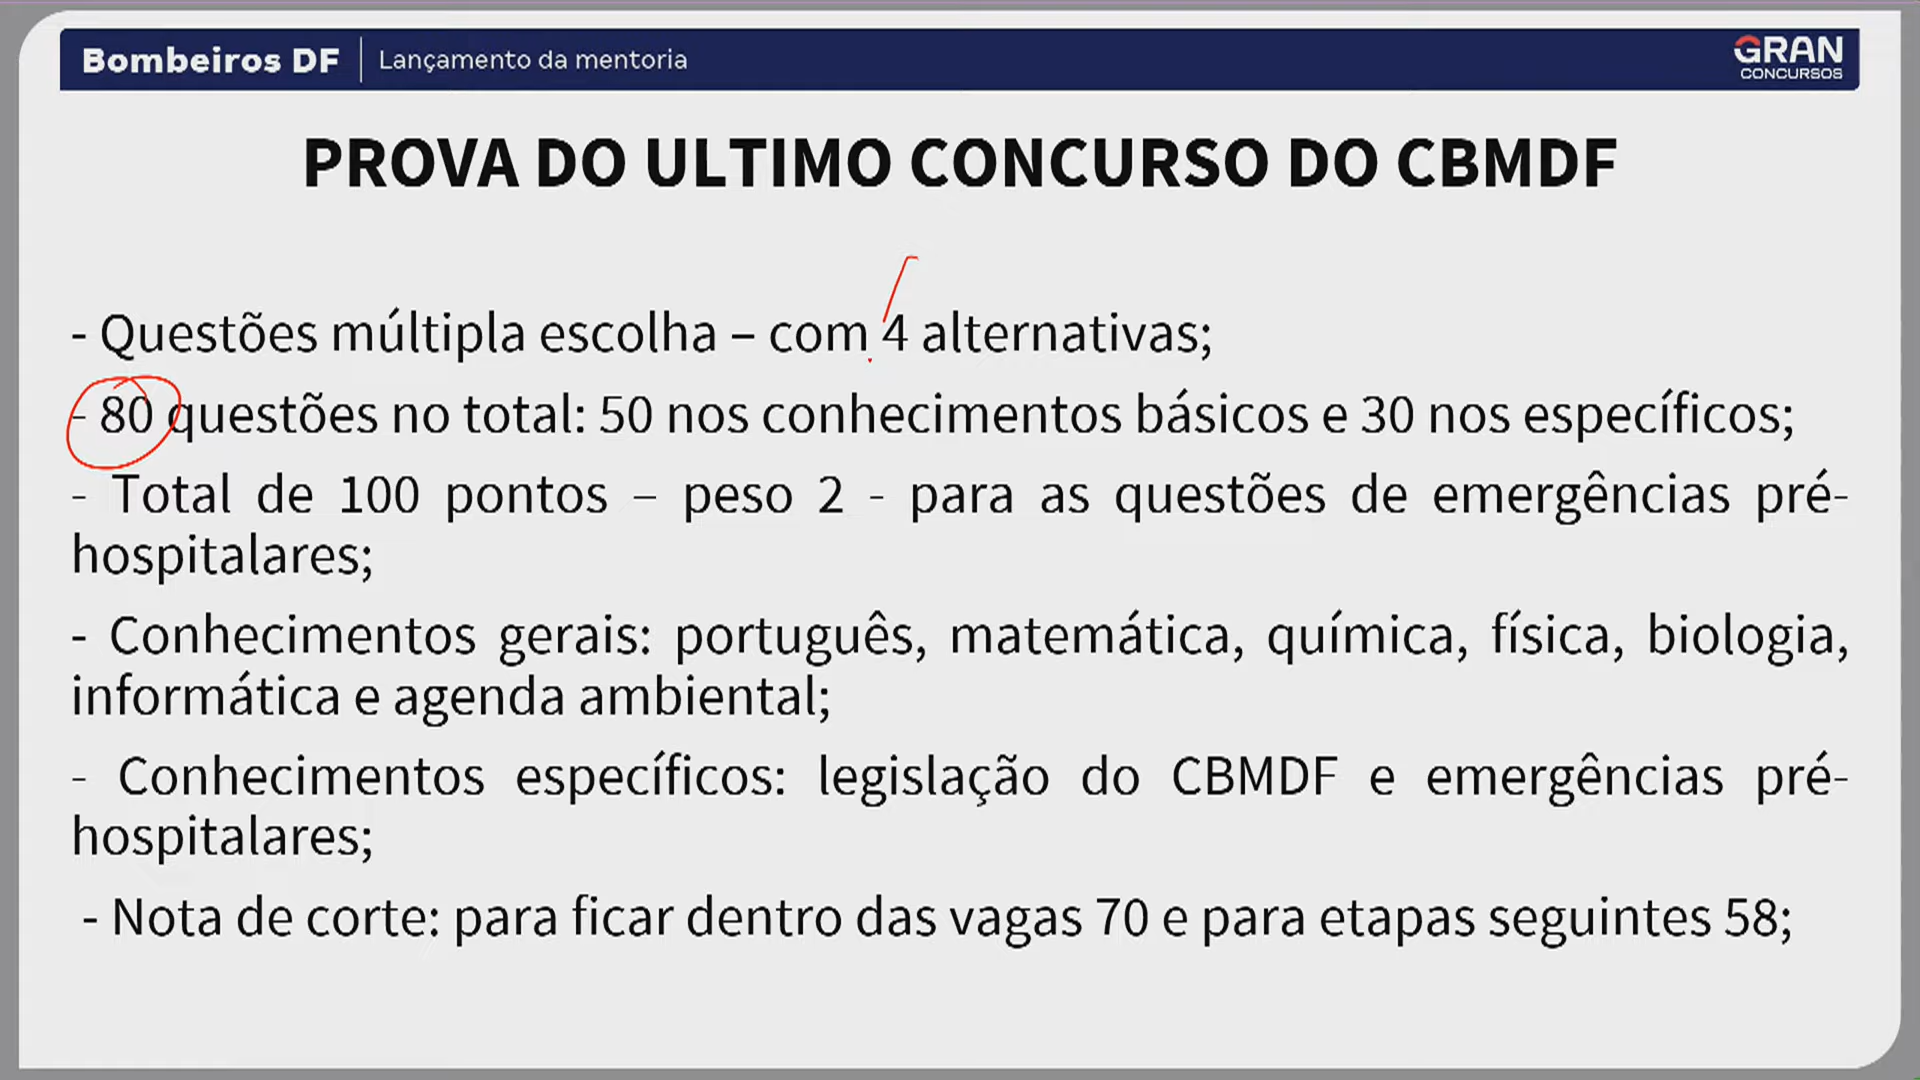 Bombeiros DF | Lançamento da mentoria
GRAN
CONCURSOS
PROVA DO ULTIMO CONCURSO DO CBMDF
- Questões múltipla escolha – com 4 alternativas;
- 80 questões no total: 50 nos conhecimentos básicos e 30 nos específicos;
- Total de 100 pontos – peso 2 - para as questões de emergências pré-
hospitalares;
- Conhecimentos gerais: português, matemática, química, física, biologia,
informática e agenda ambiental;
- Conhecimentos específicos: legislação do CBMDF e emergências pré-
hospitalares;
- Nota de corte: para ficar dentro das vagas 70 e para etapas seguintes 58;